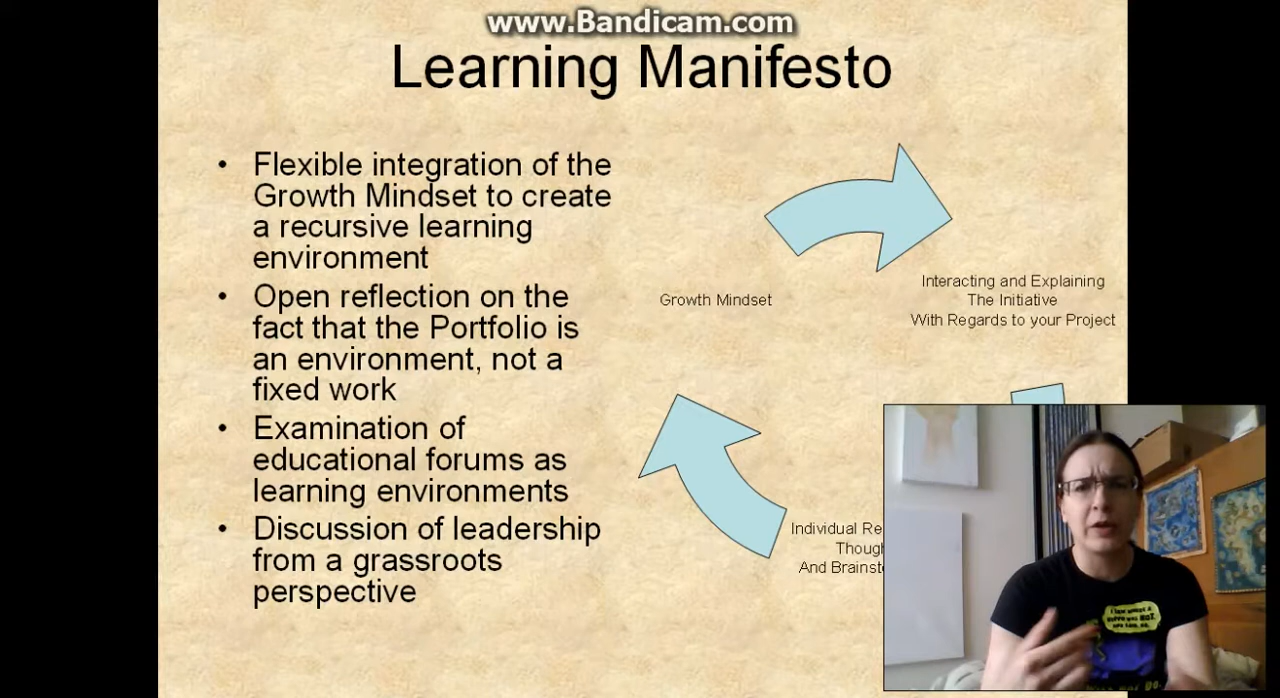 www.Bandicam.com
Learning Manifesto
• Flexible integration of the
Growth Mindset to create
a recursive learning
environment
• Open reflection on the
fact that the Portfolio is
an environment, not a
fixed work
• Examination of
educational forums as
learning environments
• Discussion of leadership
from a grassroots
perspective
Growth Mindset
Interacting and Explaining
The Initiative
With Regards to your Project
Individual
And